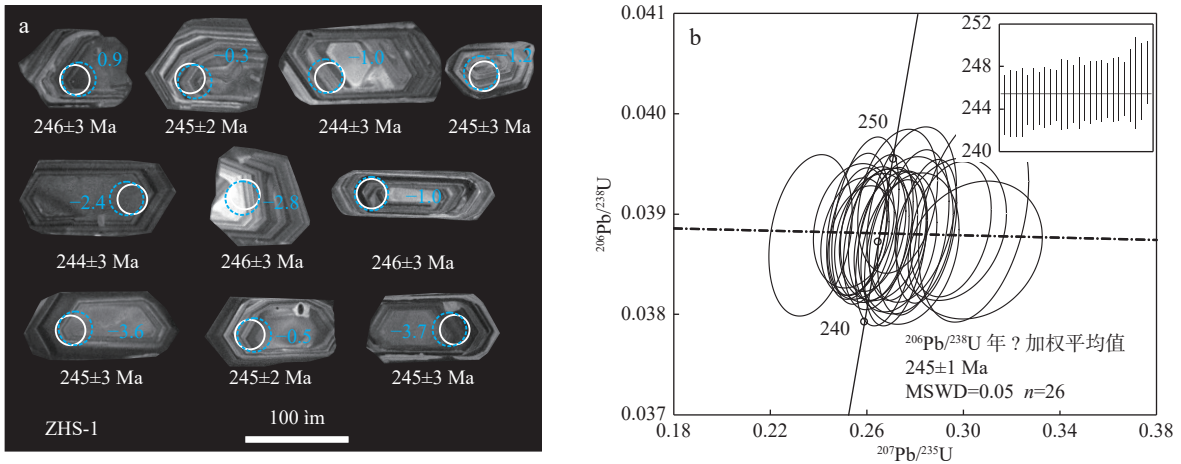 a
0.9
−0.3
−1.0
1.2
246±3 Ma
245±2 Ma
244±3 Ma
245±3 Ma
−2.4
−2.8
−1.0
244±3 Ma
246±3 Ma
246±3 Ma
−3.6
−0.5
−3.7
245±3 Ma
245±2 Ma
245±3 Ma
ZHS-1
100 ìm
b
0.041
0.040
0.039
0.038
0.037
²⁰⁶Pb/²³⁸U
252
248
244
240
250
240
²⁰⁶Pb/²³⁸U 年 ? 加权平均值
245±1 Ma
MSWD=0.05 n=26
0.18
0.22
0.26
0.30
0.34
0.38
²⁰⁷Pb/²³⁵U